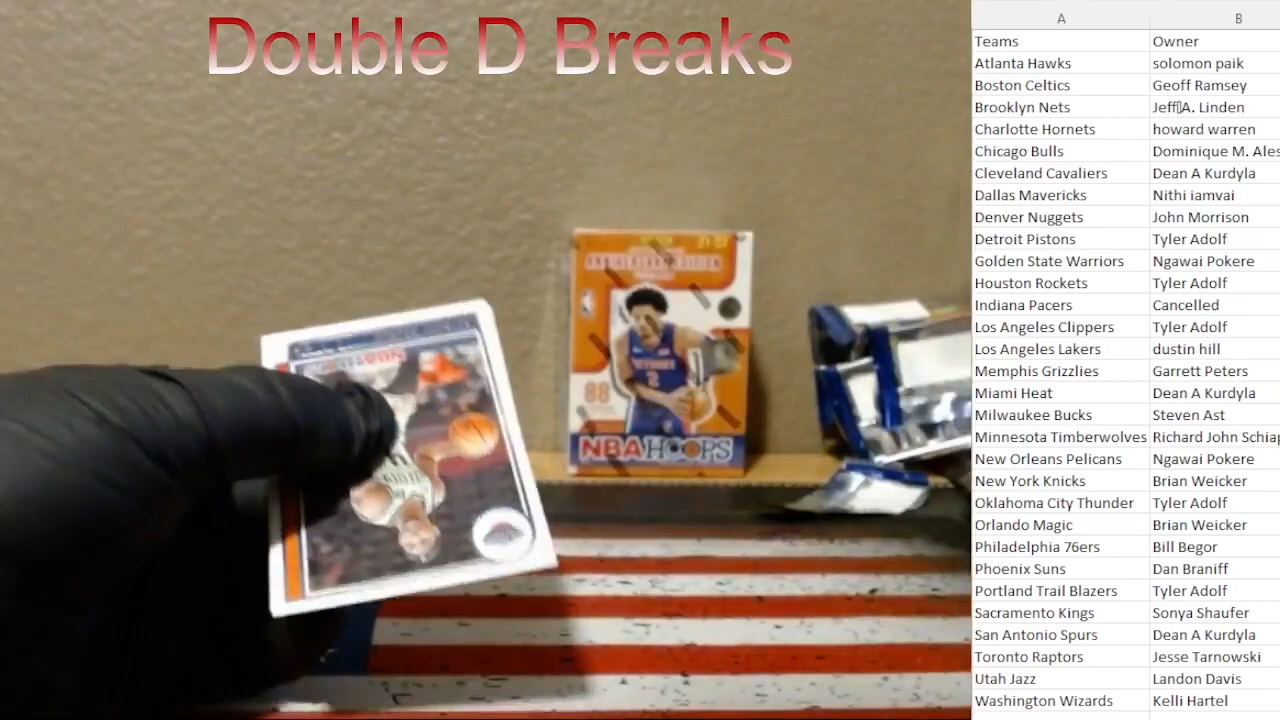 Double D Breaks
A B
Teams Owner
Atlanta Hawks solomon paik
Boston Celtics Geoff Ramsey
Brooklyn Nets Jeff▯A. Linden
Charlotte Hornets howard warren
Chicago Bulls Dominique M. Ales
Cleveland Cavaliers Dean A Kurdyla
Dallas Mavericks Nithi iamvai
Denver Nuggets John Morrison
Detroit Pistons Tyler Adolf
Golden State Warriors Ngawai Pokere
Houston Rockets Tyler Adolf
Indiana Pacers Cancelled
Los Angeles Clippers Tyler Adolf
Los Angeles Lakers dustin hill
Memphis Grizzlies Garrett Peters
Miami Heat Dean A Kurdyla
Milwaukee Bucks Steven Ast
Minnesota Timberwolves Richard John Schiap
New Orleans Pelicans Ngawai Pokere
New York Knicks Brian Weicker
Oklahoma City Thunder Tyler Adolf
Orlando Magic Brian Weicker
Philadelphia 76ers Bill Begor
Phoenix Suns Dan Braniff
Portland Trail Blazers Tyler Adolf
Sacramento Kings Sonya Shaufer
San Antonio Spurs Dean A Kurdyla
Toronto Raptors Jesse Tarnowski
Utah Jazz Landon Davis
Washington Wizards Kelli Hartel
ANNIVERSARY EDITION
DETROIT
2
88
NBA HOOPS